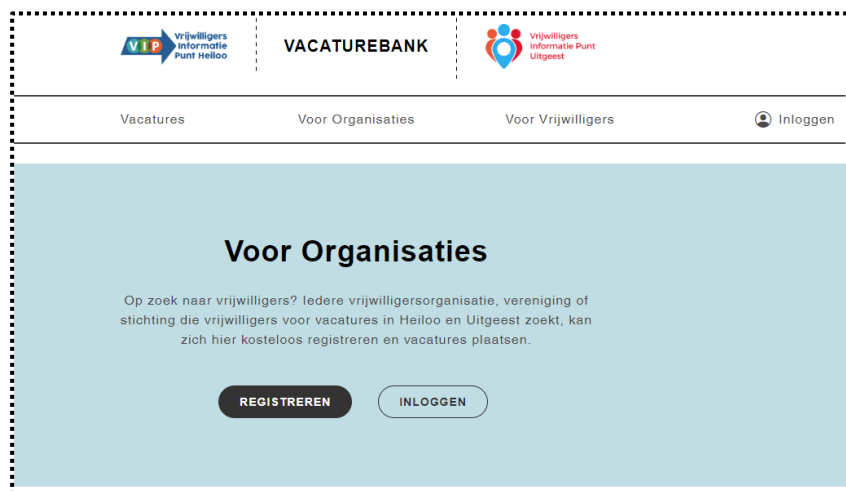 VIP Vrijwilligers
Informatie
Punt Heiloo
VACATUREBANK
Vrijwilligers
Informatie Punt
Uitgeest
Vacatures
Voor Organisaties
Voor Vrijwilligers
Inloggen
Voor Organisaties
Op zoek naar vrijwilligers? Iedere vrijwilligersorganisatie, vereniging of
stichting die vrijwilligers voor vacatures in Heiloo en Uitgeest zoekt, kan
zich hier kosteloos registreren en vacatures plaatsen.
REGISTREREN
INLOGGEN